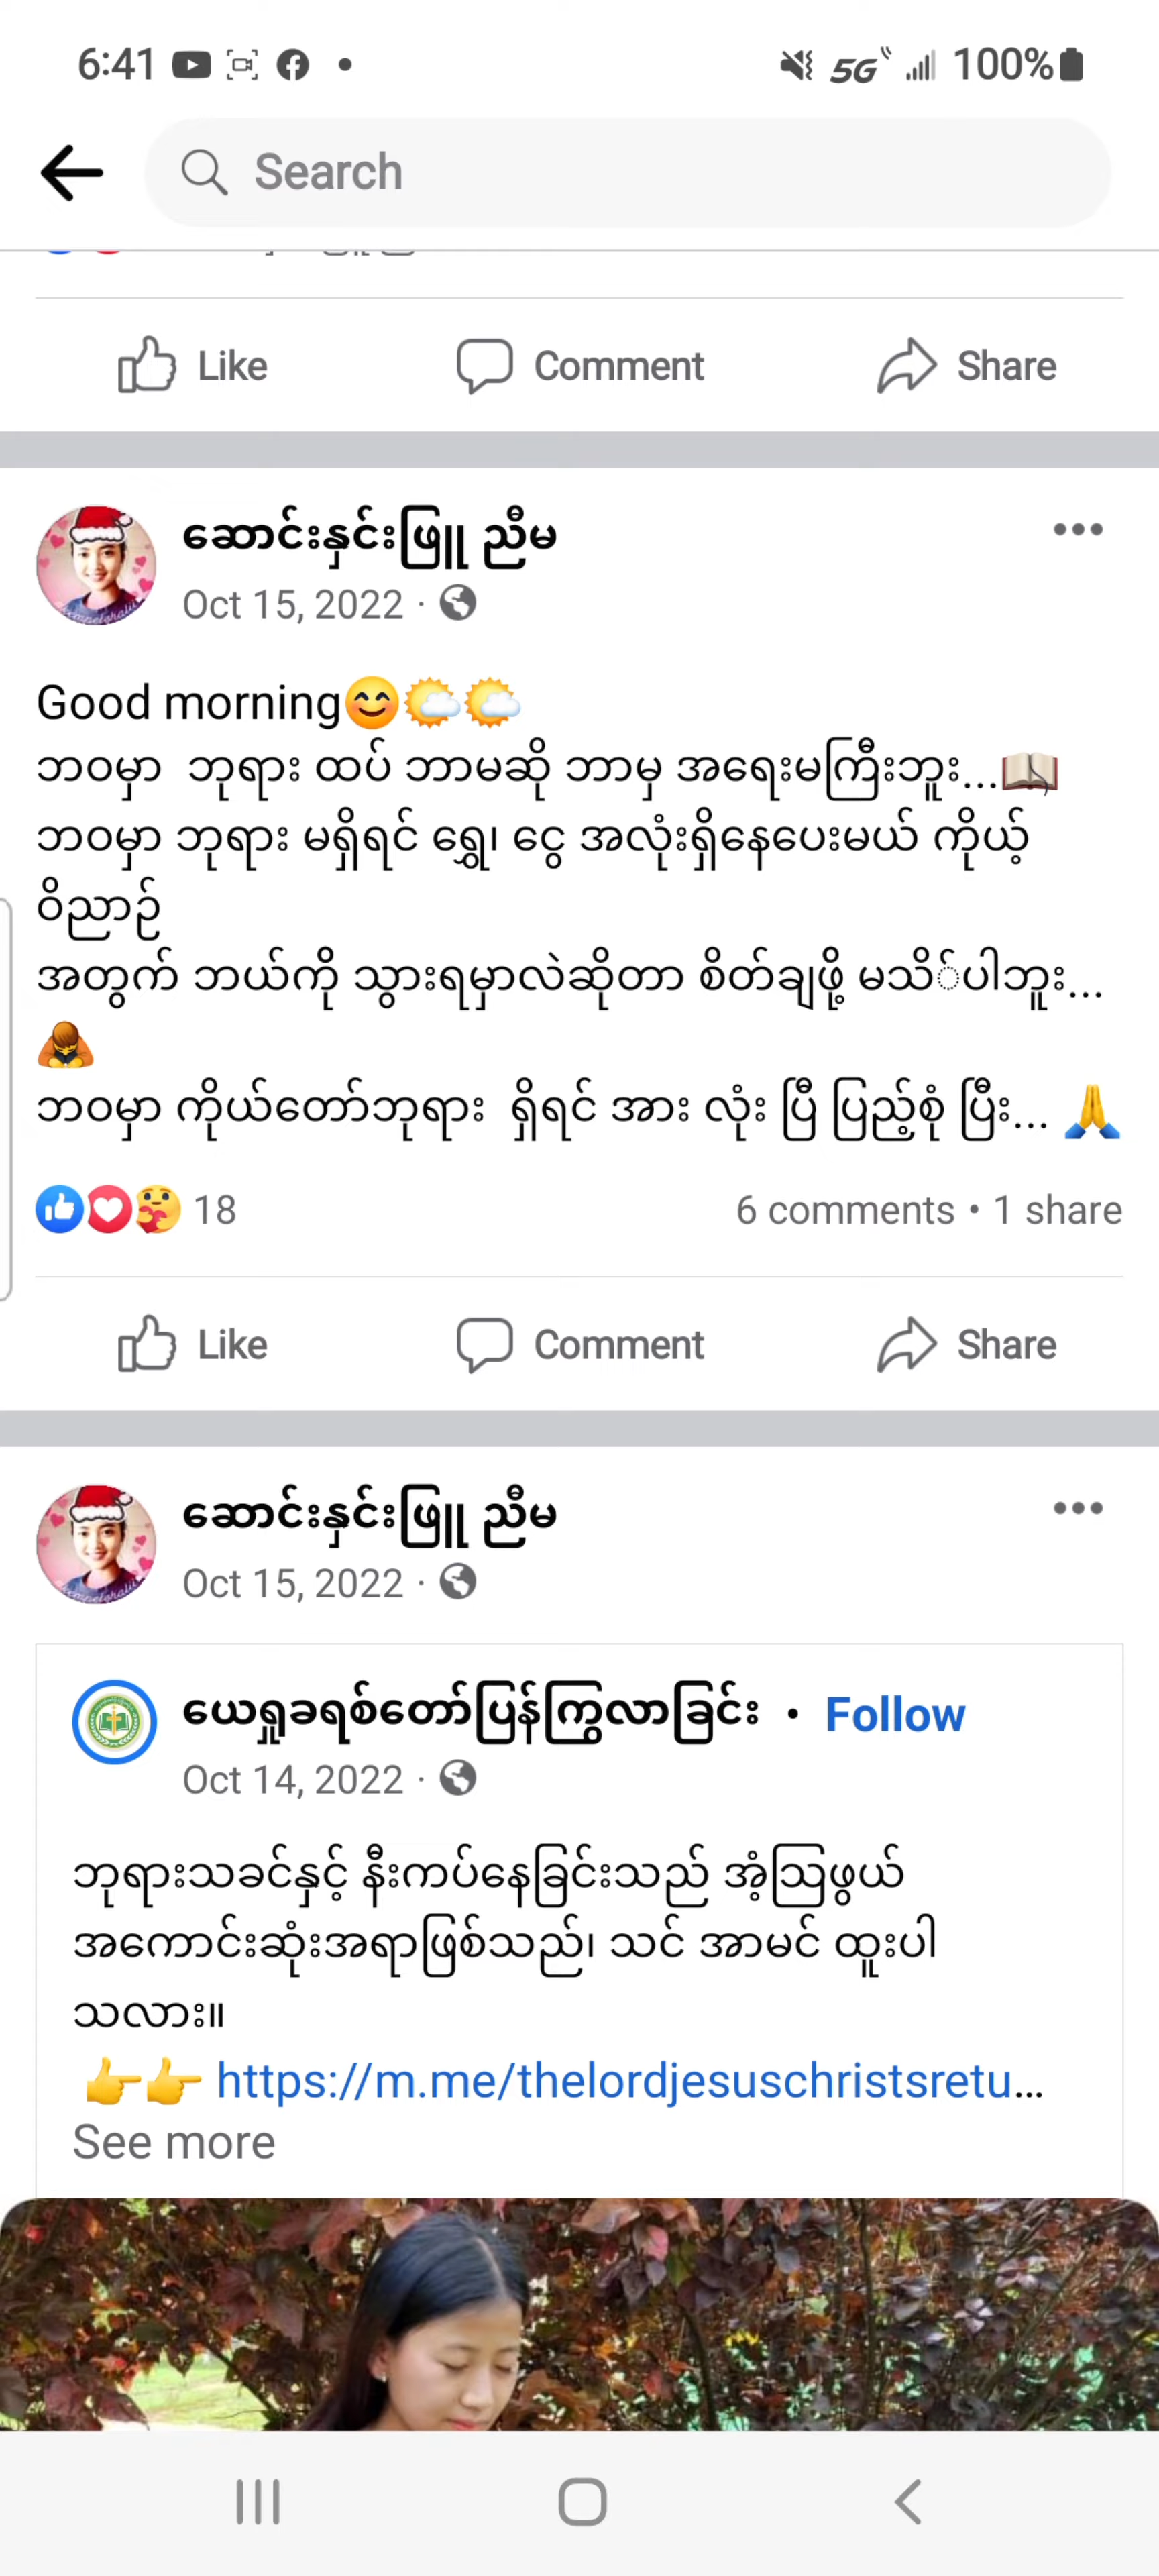 6:41
5G 100%
Search
Like Comment Share
ဆောင်းနှင်းဖြူ ညီမ
Oct 15, 2022 ·
Good morning😊🌤️🌤️
ဘဝမှာ ဘုရား ထပ် ဘာမဆို ဘာမှ အရေးမကြီးဘူး...📖
ဘဝမှာ ဘုရား မရှိရင် ရွှေ၊ ငွေ အလုံးရှိနေပေးမယ် ကိုယ့်
ဝိညာဉ်
အတွက် ဘယ်ကို သွားရမှာလဲဆိုတာ စိတ်ချဖို့ မသိ်ပါဘူး...
🙇
ဘဝမှာ ကိုယ်တော်ဘုရား ရှိရင် အား လုံး ပြီ ပြည့်စုံ ပြီး... 🙏
18 6 comments • 1 share
Like Comment Share
ဆောင်းနှင်းဖြူ ညီမ
Oct 15, 2022 ·
ယေရှုခရစ်တော်ပြန်ကြွလာခြင်း • Follow
Oct 14, 2022 ·
ဘုရားသခင်နှင့် နီးကပ်နေခြင်းသည် အံ့ဩဖွယ်
အကောင်းဆုံးအရာဖြစ်သည်၊ သင် အာမင် ထူးပါ
သလား။
👉👉 https://m.me/thelordjesuschristsretu...
See more